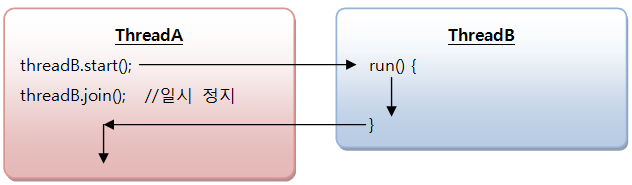 ThreadA
threadB.start();
threadB.join(); //일시 정지
ThreadB
run() {
}